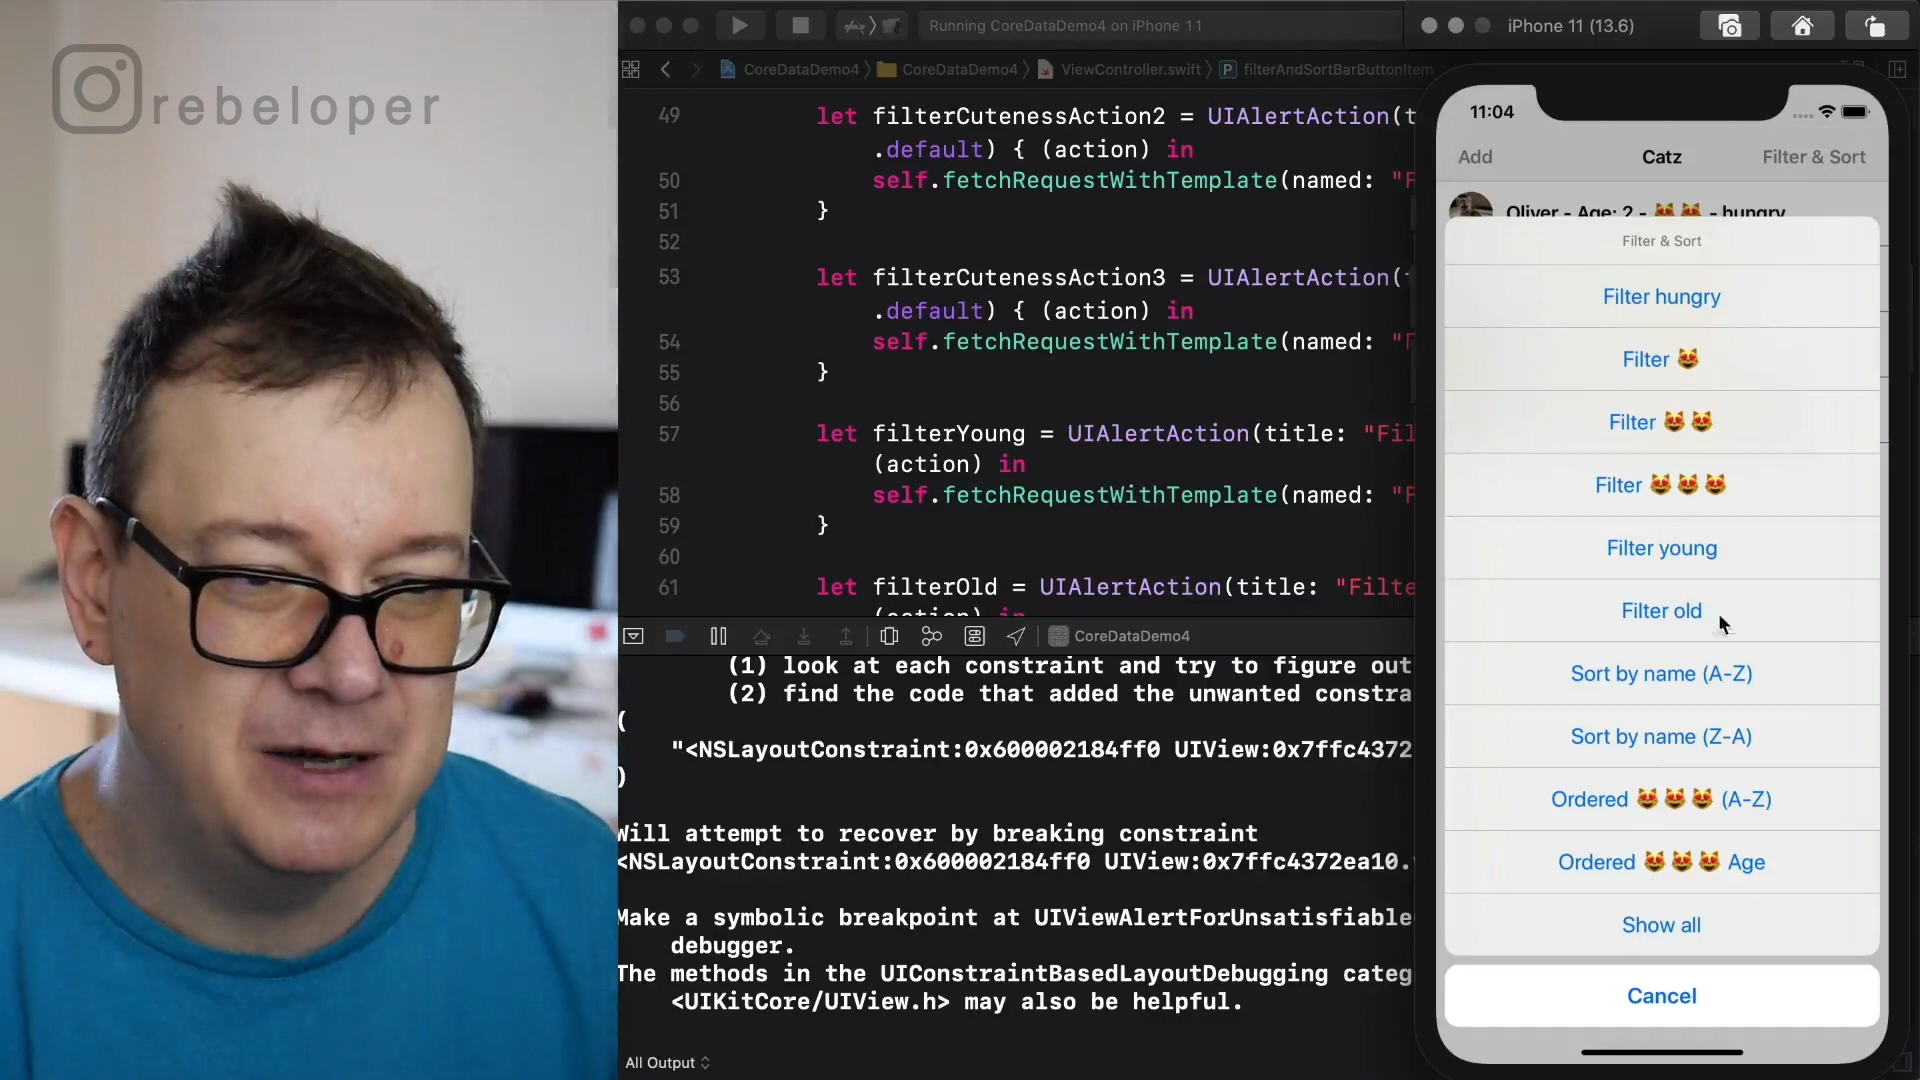 rebeloper
Running CoreDataDemo4 on iPhone 11
CoreDataDemo4 CoreDataDemo4 ViewController.swift P filterAndSortBarButtonItem
49 let filterCutenessAction2 = UIAlertAction(t
.default) { (action) in
50 self.fetchRequestWithTemplate(named: "F
51 }
52
53 let filterCutenessAction3 = UIAlertAction(
.default) { (action) in
54 self.fetchRequestWithTemplate(named: "
55 }
56
57 let filterYoung = UIAlertAction(title: "Fil
(action) in
58 self.fetchRequestWithTemplate(named: "F
59 }
60
61 let filterOld = UIAlertAction(title: "Filte
(action) in
CoreDataDemo4
(1) look at each constraint and try to figure out
(2) find the code that added the unwanted constra
(
"<NSLayoutConstraint:0x600002184ff0 UIView:0x7ffc4372
)
Will attempt to recover by breaking constraint
<NSLayoutConstraint:0x600002184ff0 UIView:0x7ffc4372ea10.
Make a symbolic breakpoint at UIViewAlertForUnsatisfiable
debugger.
The methods in the UIConstraintBasedLayoutDebugging categ
<UIKitCore/UIView.h> may also be helpful.
All Output
iPhone 11 (13.6)
11:04
Add Catz Filter & Sort
Oliver - Age: 2 - 😻😻 - hungry
Filter & Sort
Filter hungry
Filter 😻
Filter 😻😻
Filter 😻😻😻
Filter young
Filter old
Sort by name (A-Z)
Sort by name (Z-A)
Ordered 😻😻😻 (A-Z)
Ordered 😻😻😻 Age
Show all
Cancel